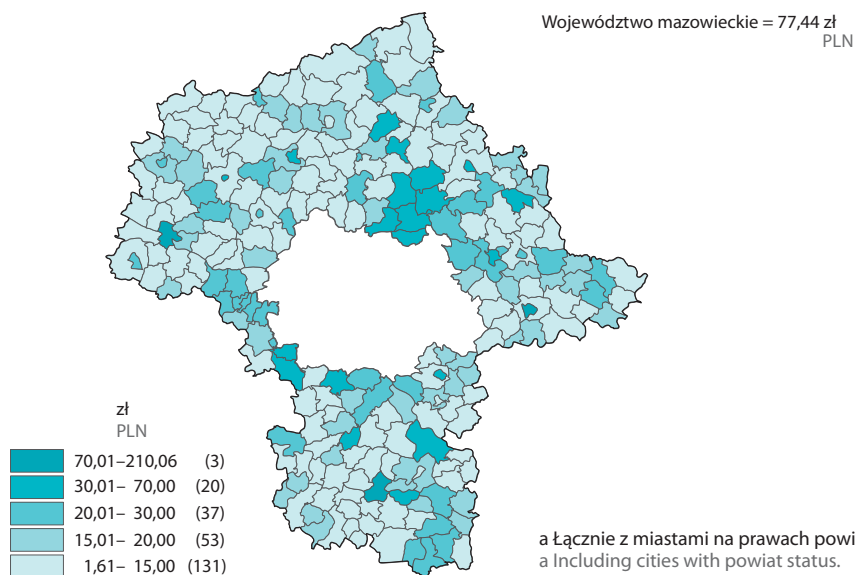 Województwo mazowieckie = 77,44 zł
PLN
zł
PLN
70,01–210,06 (3)
30,01– 70,00 (20)
20,01– 30,00 (37)
15,01– 20,00 (53)
1,61– 15,00 (131)
a Łącznie z miastami na prawach powi
a Including cities with powiat status.